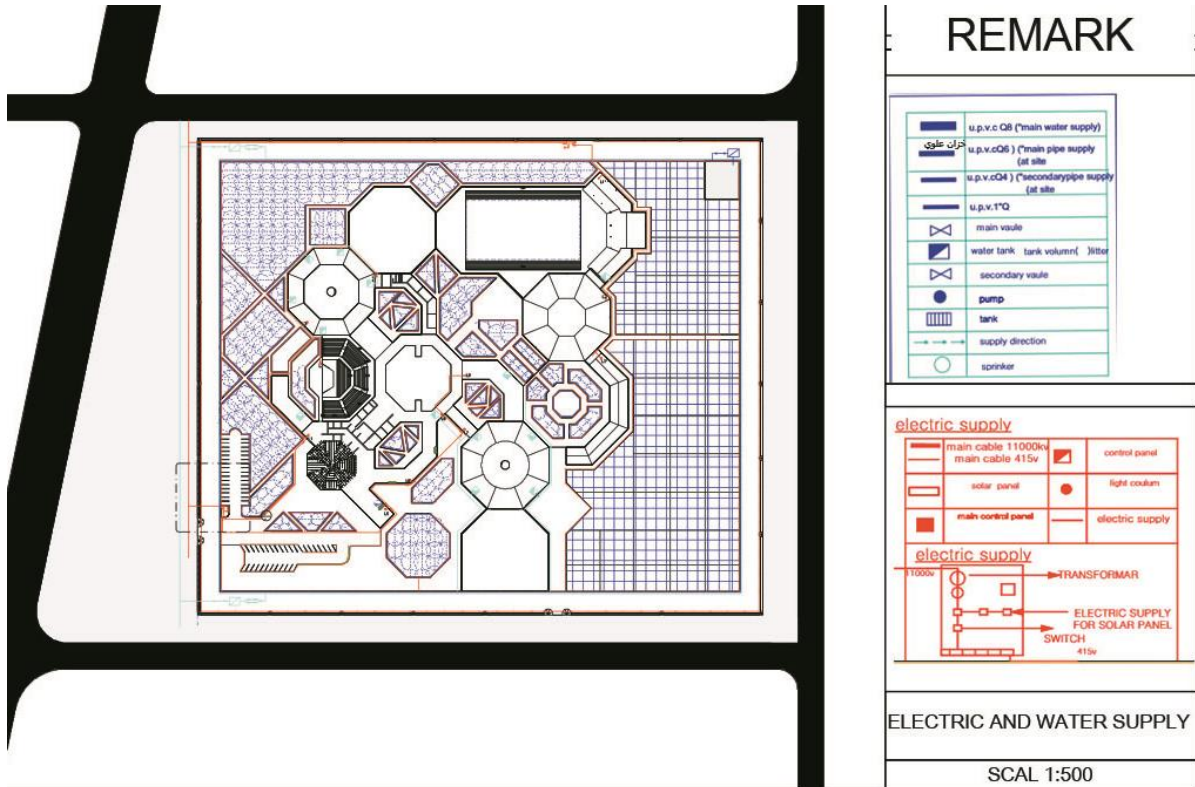 REMARK
u.p.v.c Q8 ("main water supply)
خزان علوي
u.p.v.cQ6 ) ("main pipe supply
(at site
u.p.v.cQ4 ) ("secondarypipe supply
(at site
u.p.v.1"Q
main vaule
water tank tank volumn( )litter
secondary vaule
pump
tank
supply direction
sprinker
electric supply
main cable 11000kv
main cable 415v
control panel
solar panel
light coulum
main control panel
electric supply
electric supply
11000v
TRANSFORMAR
ELECTRIC SUPPLY
FOR SOLAR PANEL
SWITCH
415v
ELECTRIC AND WATER SUPPLY
SCAL 1:500